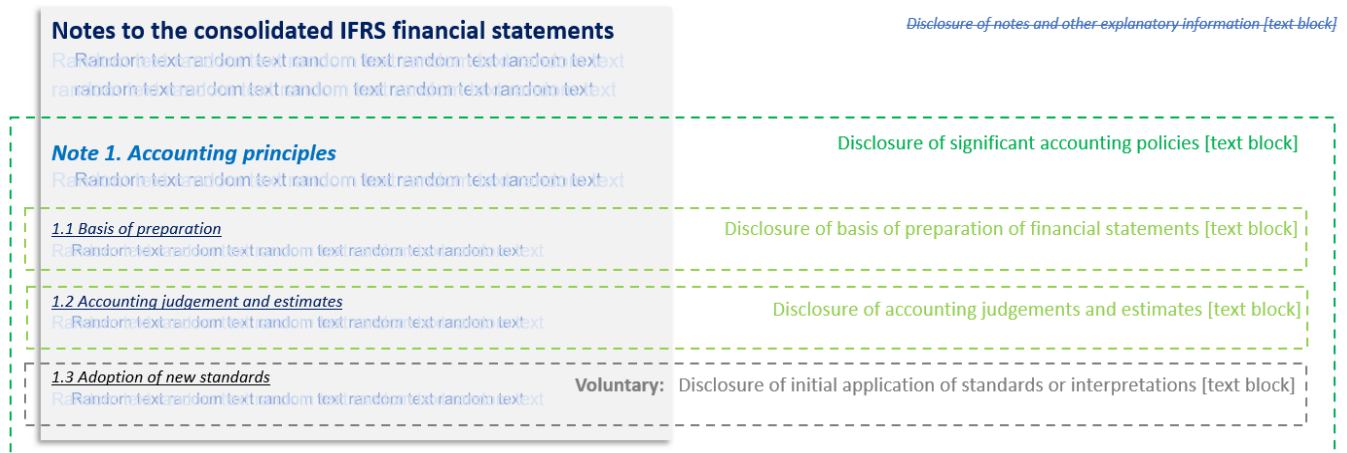 Notes to the consolidated IFRS financial statements
Disclosure of notes and other explanatory information [text block]
Random text random text random text random text random text
random text random text random text random text random text
Disclosure of significant accounting policies [text block]
Note 1. Accounting principles
Random text random text random text random text random text
1.1 Basis of preparation
Disclosure of basis of preparation of financial statements [text block]
Random text random text random text random text random text
1.2 Accounting judgement and estimates
Disclosure of accounting judgements and estimates [text block]
Random text random text random text random text random text
1.3 Adoption of new standards
Voluntary: Disclosure of initial application of standards or interpretations [text block]
Random text random text random text random text random text